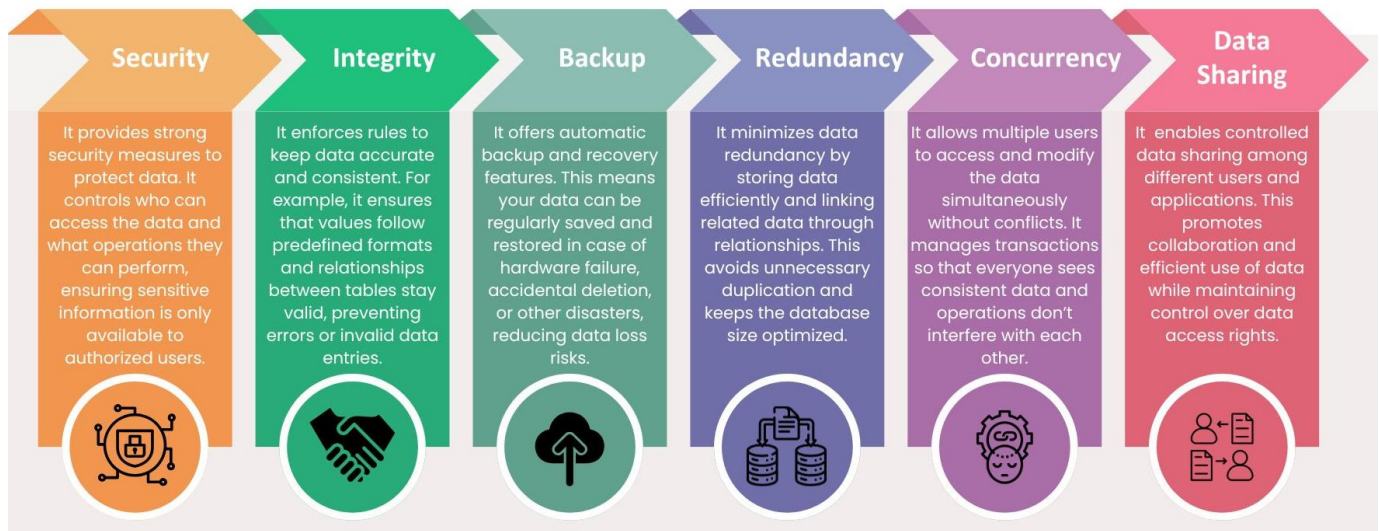 Security
It provides strong
security measures to
protect data. It
controls who can
access the data and
what operations they
can perform,
ensuring sensitive
information is only
available to
authorized users.
Integrity
It enforces rules to
keep data accurate
and consistent. For
example, it ensures
that values follow
predefined formats
and relationships
between tables stay
valid, preventing
errors or invalid data
entries.
Backup
It offers automatic
backup and recovery
features. This means
your data can be
regularly saved and
restored in case of
hardware failure,
accidental deletion,
or other disasters,
reducing data loss
risks.
Redundancy
It minimizes data
redundancy by
storing data
efficiently and linking
related data through
relationships. This
avoids unnecessary
duplication and
keeps the database
size optimized.
Concurrency
It allows multiple users
to access and modify
the data
simultaneously
without conflicts. It
manages transactions
so that everyone sees
consistent data and
operations don't
interfere with each
other.
Data
Sharing
It enables controlled
data sharing among
different users and
applications. This
promotes
collaboration and
efficient use of data
while maintaining
control over data
access rights.